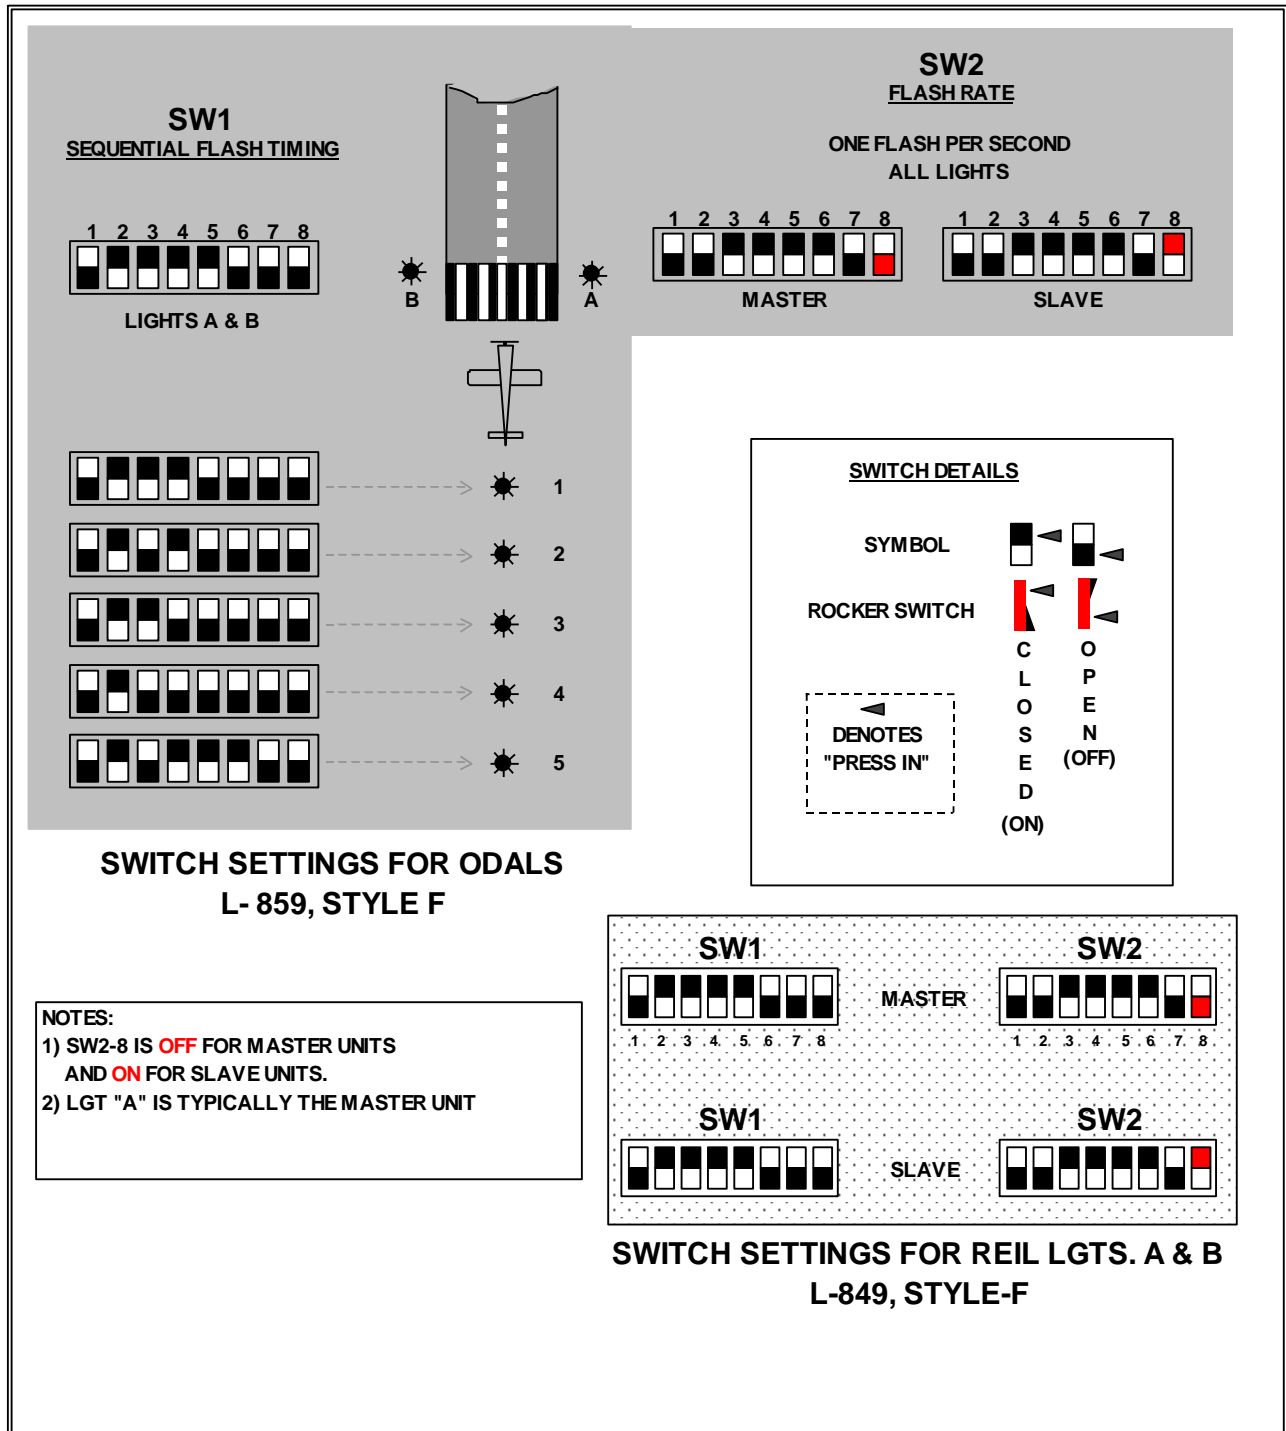 SW1
SEQUENTIAL FLASH TIMING
1 2 3 4 5 6 7 8
LIGHTS A & B
B
A
SW2
FLASH RATE
ONE FLASH PER SECOND
ALL LIGHTS
1 2 3 4 5 6 7 8
MASTER
1 2 3 4 5 6 7 8
SLAVE
1
2
3
4
5
SWITCH SETTINGS FOR ODALS
L- 859, STYLE F
SWITCH DETAILS
SYMBOL
ROCKER SWITCH
CLOSED
(ON)
OPEN
(OFF)
DENOTES
"PRESS IN"
NOTES:
1) SW2-8 IS OFF FOR MASTER UNITS
AND ON FOR SLAVE UNITS.
2) LGT "A" IS TYPICALLY THE MASTER UNIT
SW1
SW2
MASTER
1 2 3 4 5 6 7 8
1 2 3 4 5 6 7 8
SW1
SW2
SLAVE
SWITCH SETTINGS FOR REIL LGTS. A & B
L-849, STYLE-F